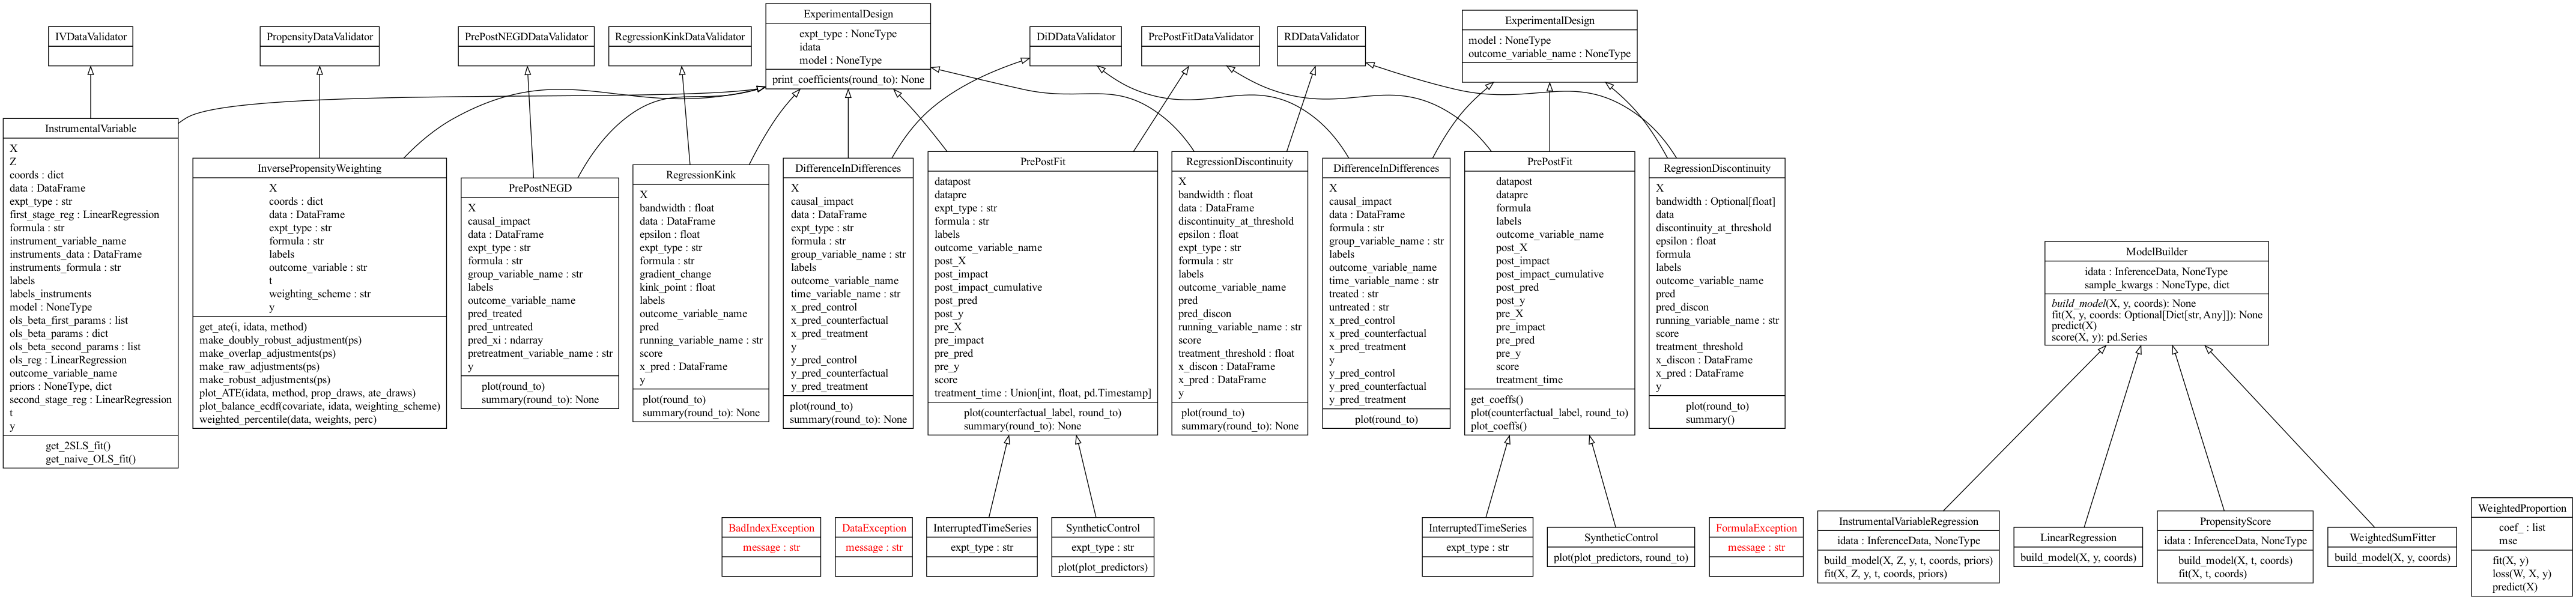 IVDataValidator
PropensityDataValidator
PrePostNEGDDataValidator
RegressionKinkDataValidator
ExperimentalDesign
expt_type : NoneType
idata
model : NoneType
print_coefficients(round_to): None
DiDDataValidator
PrePostFitDataValidator
RDDataValidator
ExperimentalDesign
model : NoneType
outcome_variable_name : NoneType
InstrumentalVariable
X
Z
coords : dict
data : DataFrame
expt_type : str
first_stage_reg : LinearRegression
formula : str
instrument_variable_name
instruments_data : DataFrame
instruments_formula : str
labels
labels_instruments
model : NoneType
ols_beta_first_params : list
ols_beta_params : dict
ols_beta_second_params : list
ols_reg : LinearRegression
outcome_variable_name
priors : NoneType, dict
second_stage_reg : LinearRegression
t
y
get_2SLS_fit()
get_naive_OLS_fit()
InversePropensityWeighting
X
coords : dict
data : DataFrame
expt_type : str
formula : str
labels
outcome_variable : str
t
weighting_scheme : str
y
get_ate(i, idata, method)
make_doubly_robust_adjustment(ps)
make_overlap_adjustments(ps)
make_raw_adjustments(ps)
make_robust_adjustments(ps)
plot_ATE(idata, method, prop_draws, ate_draws)
plot_balance_ecdf(covariate, idata, weighting_scheme)
weighted_percentile(data, weights, perc)
PrePostNEGD
X
causal_impact
data : DataFrame
expt_type : str
formula : str
group_variable_name : str
labels
outcome_variable_name
pred_treated
pred_untreated
pred_xi : ndarray
pretreatment_variable_name : str
y
plot(round_to)
summary(round_to): None
RegressionKink
X
bandwidth : float
data : DataFrame
epsilon : float
expt_type : str
formula : str
gradient_change
kink_point : float
labels
outcome_variable_name
pred
running_variable_name : str
score
x_pred : DataFrame
y
plot(round_to)
summary(round_to): None
DifferenceInDifferences
X
causal_impact
data : DataFrame
expt_type : str
formula : str
group_variable_name : str
labels
outcome_variable_name
time_variable_name : str
x_pred_control
x_pred_counterfactual
x_pred_treatment
y
y_pred_control
y_pred_counterfactual
y_pred_treatment
plot(round_to)
summary(round_to): None
PrePostFit
datapost
datapre
expt_type : str
formula : str
labels
outcome_variable_name
post_X
post_impact
post_impact_cumulative
post_pred
post_y
pre_X
pre_impact
pre_pred
pre_y
score
treatment_time : Union[int, float, pd.Timestamp]
plot(counterfactual_label, round_to)
summary(round_to): None
RegressionDiscontinuity
X
bandwidth : float
data : DataFrame
discontinuity_at_threshold
epsilon : float
expt_type : str
formula : str
labels
outcome_variable_name
pred
pred_discon
running_variable_name : str
score
treatment_threshold : float
x_discon : DataFrame
x_pred : DataFrame
y
plot(round_to)
summary(round_to): None
DifferenceInDifferences
X
causal_impact
data : DataFrame
formula : str
group_variable_name : str
labels
outcome_variable_name
time_variable_name : str
treated : str
untreated : str
x_pred_control
x_pred_counterfactual
x_pred_treatment
y
y_pred_control
y_pred_counterfactual
y_pred_treatment
plot(round_to)
PrePostFit
datapost
datapre
formula
labels
outcome_variable_name
post_X
post_impact
post_impact_cumulative
post_pred
post_y
pre_X
pre_impact
pre_pred
pre_y
score
treatment_time
get_coeffs()
plot(counterfactual_label, round_to)
plot_coeffs()
RegressionDiscontinuity
X
bandwidth : Optional[float]
data
discontinuity_at_threshold
epsilon : float
formula
labels
outcome_variable_name
pred
pred_discon
running_variable_name : str
score
treatment_threshold
x_discon : DataFrame
x_pred : DataFrame
y
plot(round_to)
summary()
ModelBuilder
idata : InferenceData, NoneType
sample_kwargs : NoneType, dict
build_model(X, y, coords): None
fit(X, y, coords: Optional[Dict[str, Any]]): None
predict(X)
score(X, y): pd.Series
BadIndexException
message : str
DataException
message : str
InterruptedTimeSeries
expt_type : str
SyntheticControl
expt_type : str
plot(plot_predictors)
InterruptedTimeSeries
expt_type : str
SyntheticControl
plot(plot_predictors, round_to)
FormulaException
message : str
InstrumentalVariableRegression
idata : InferenceData, NoneType
build_model(X, Z, y, t, coords, priors)
fit(X, Z, y, t, coords, priors)
LinearRegression
build_model(X, y, coords)
PropensityScore
idata : InferenceData, NoneType
build_model(X, t, coords)
fit(X, t, coords)
WeightedSumFitter
build_model(X, y, coords)
WeightedProportion
coef_ : list
mse
fit(X, y)
loss(W, X, y)
predict(X)